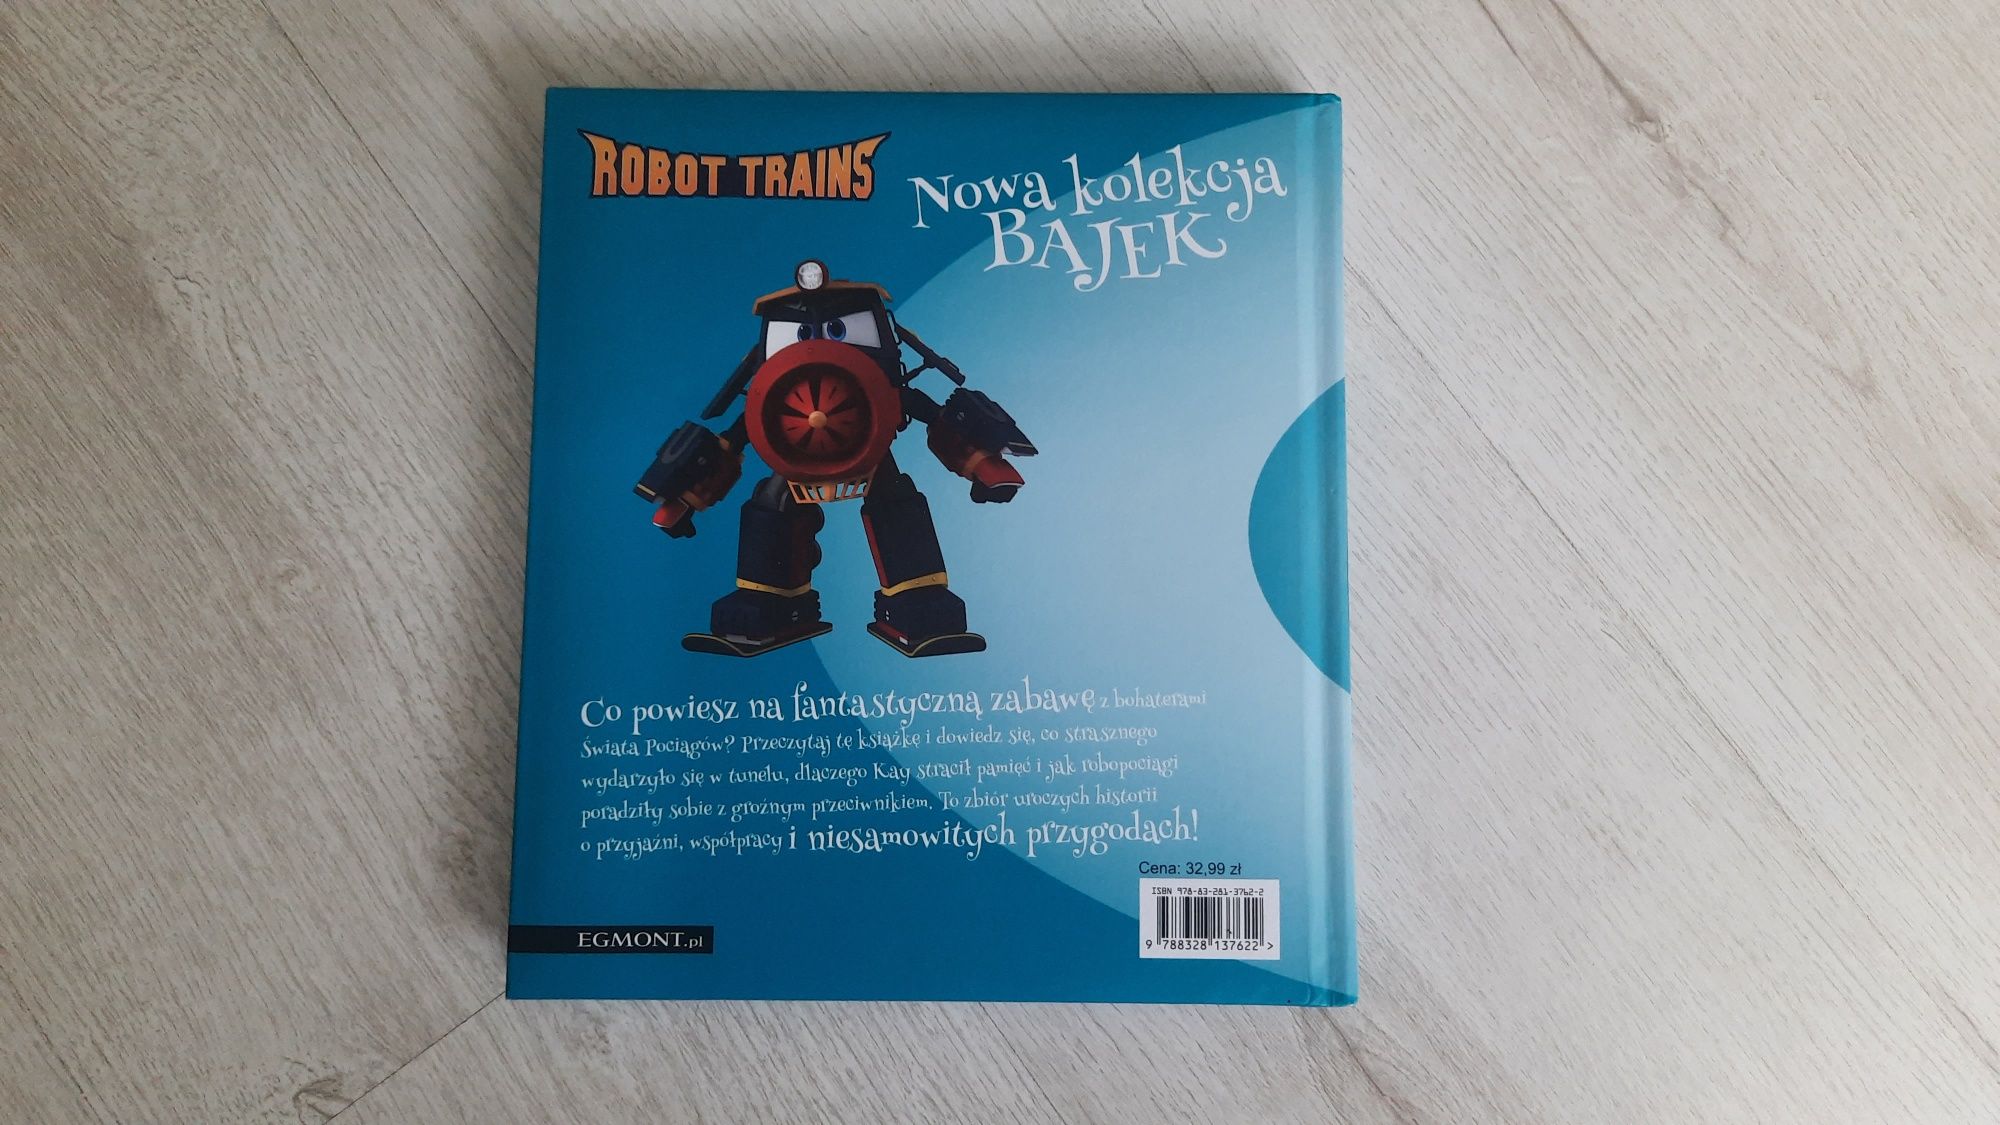 ROBOT TRAINS
Nowa kolekcja
BAJEK
Co powiesz na fantastyczną zabawę z bohaterami
Świata Pociągów? Przeczytaj tę książkę i dowiedz się, co strasznego
wydarzyło się w tunelu, dlaczego Kay stracił pamięć i jak robopociągi
poradziły sobie z groźnym przeciwnikiem. To zbiór uroczych historii
o przyjaźni, współpracy i niesamowitych przygodach!
Cena: 32,99 zł
ISBN 978-83-281-3762-2
9 788328 137622 >
EGMONT.pl